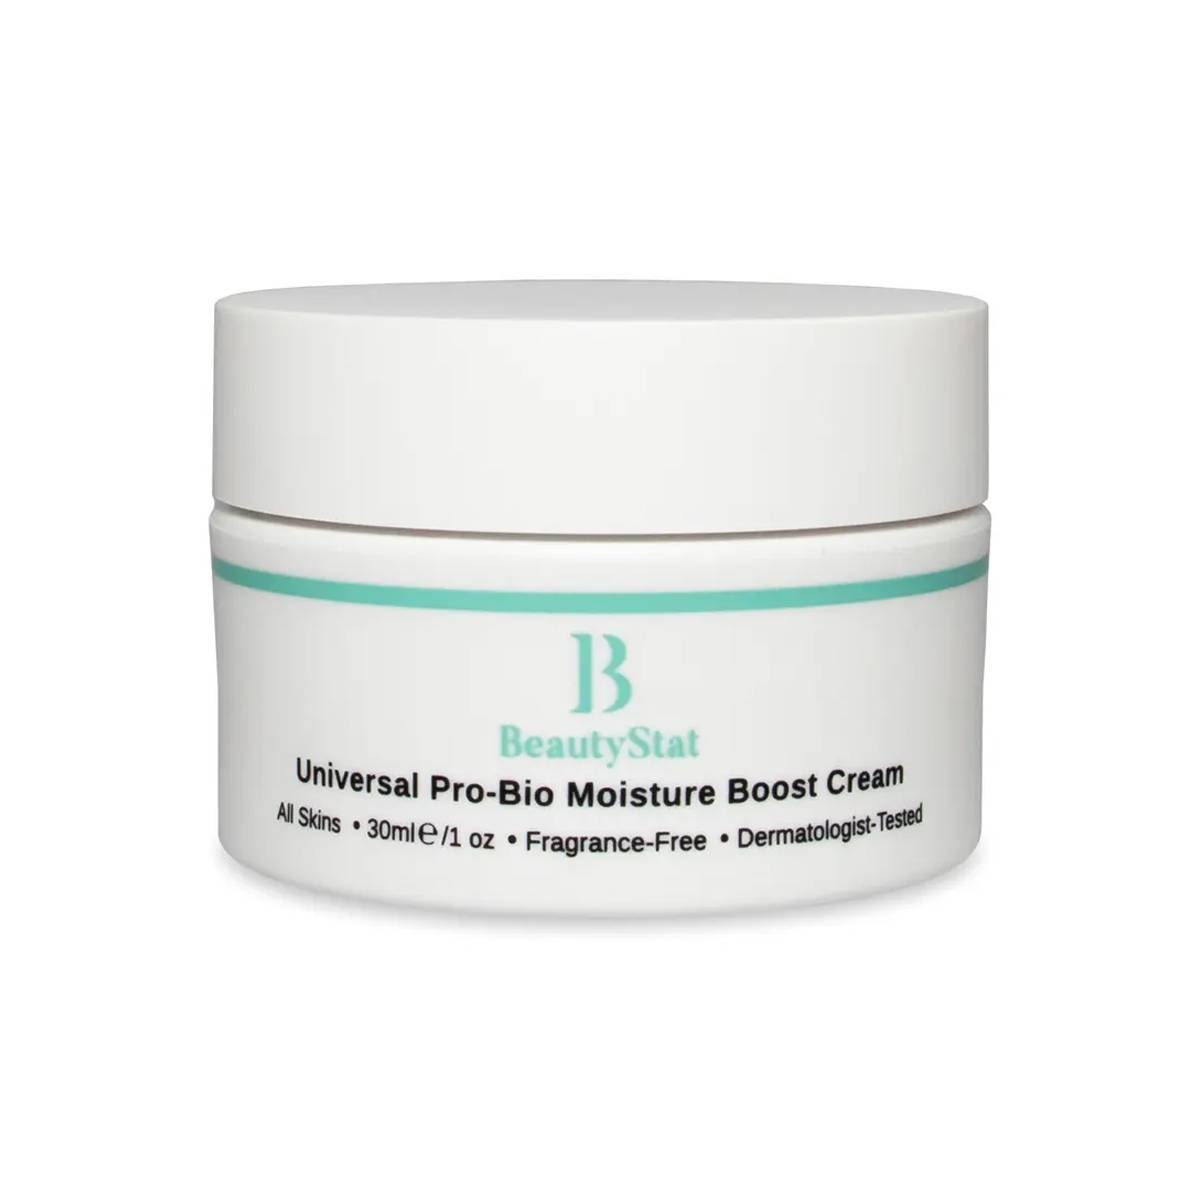 B
BeautyStat
Universal Pro-Bio Moisture Boost Cream
All Skins • 30ml℮/1 oz • Fragrance-Free • Dermatologist-Tested